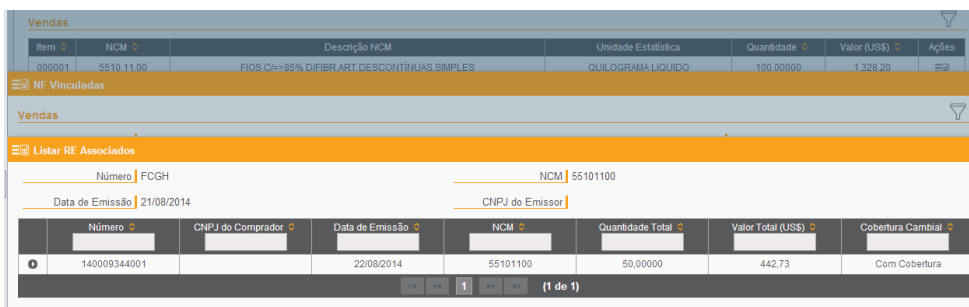 Vendas
Item NCM Descrição NCM Unidade Estatística Quantidade Valor (US$) Ações
000001 5510.11.00 FIOS C/=>85% D/FIBR.ART.DESCONTÍNUAS,SIMPLES QUILOGRAMA LIQUIDO 100,00000 1.328,20
NF Vinculadas
Vendas
Listar RE Associados
Número FCGH NCM 55101100
Data de Emissão 21/08/2014 CNPJ do Emissor
Número CNPJ do Comprador Data de Emissão NCM Quantidade Total Valor Total (US$) Cobertura Cambial
140009344001 22/08/2014 55101100 50,00000 442,73 Com Cobertura
1 (1 de 1)